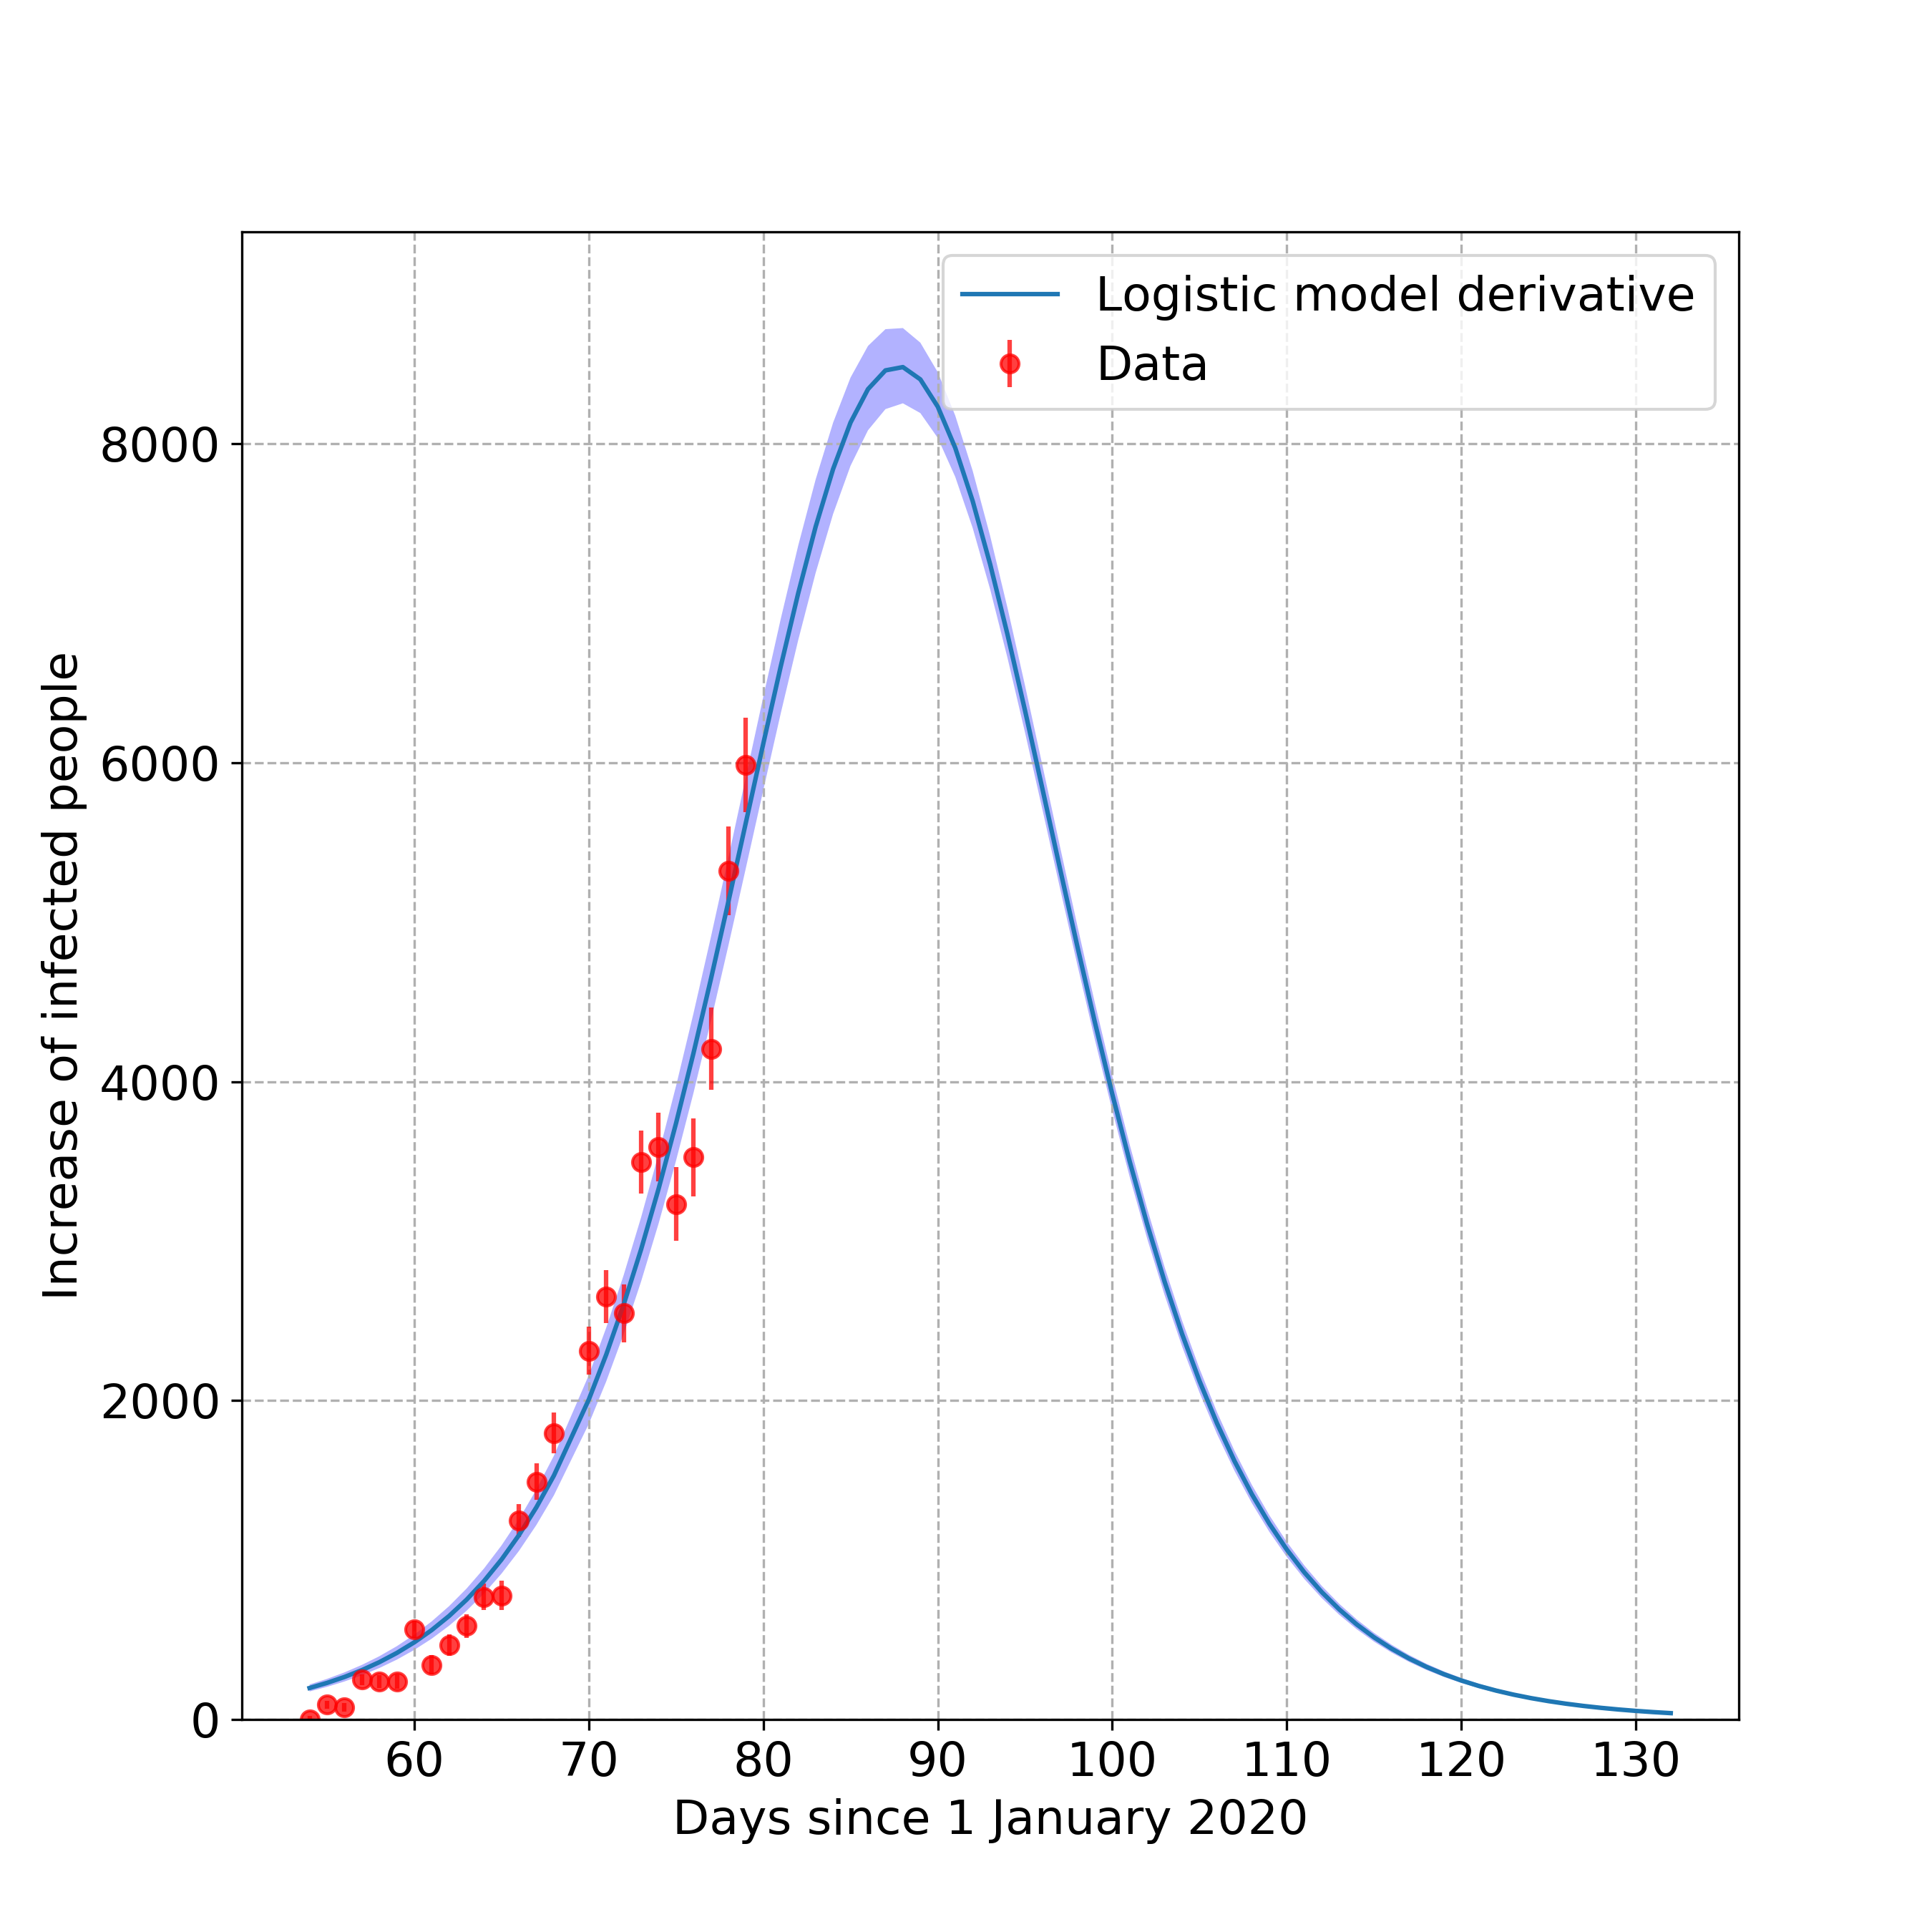 Logistic model derivative
Data
Increase of infected people
8000
6000
4000
2000
0
60 70 80 90 100 110 120 130
Days since 1 January 2020